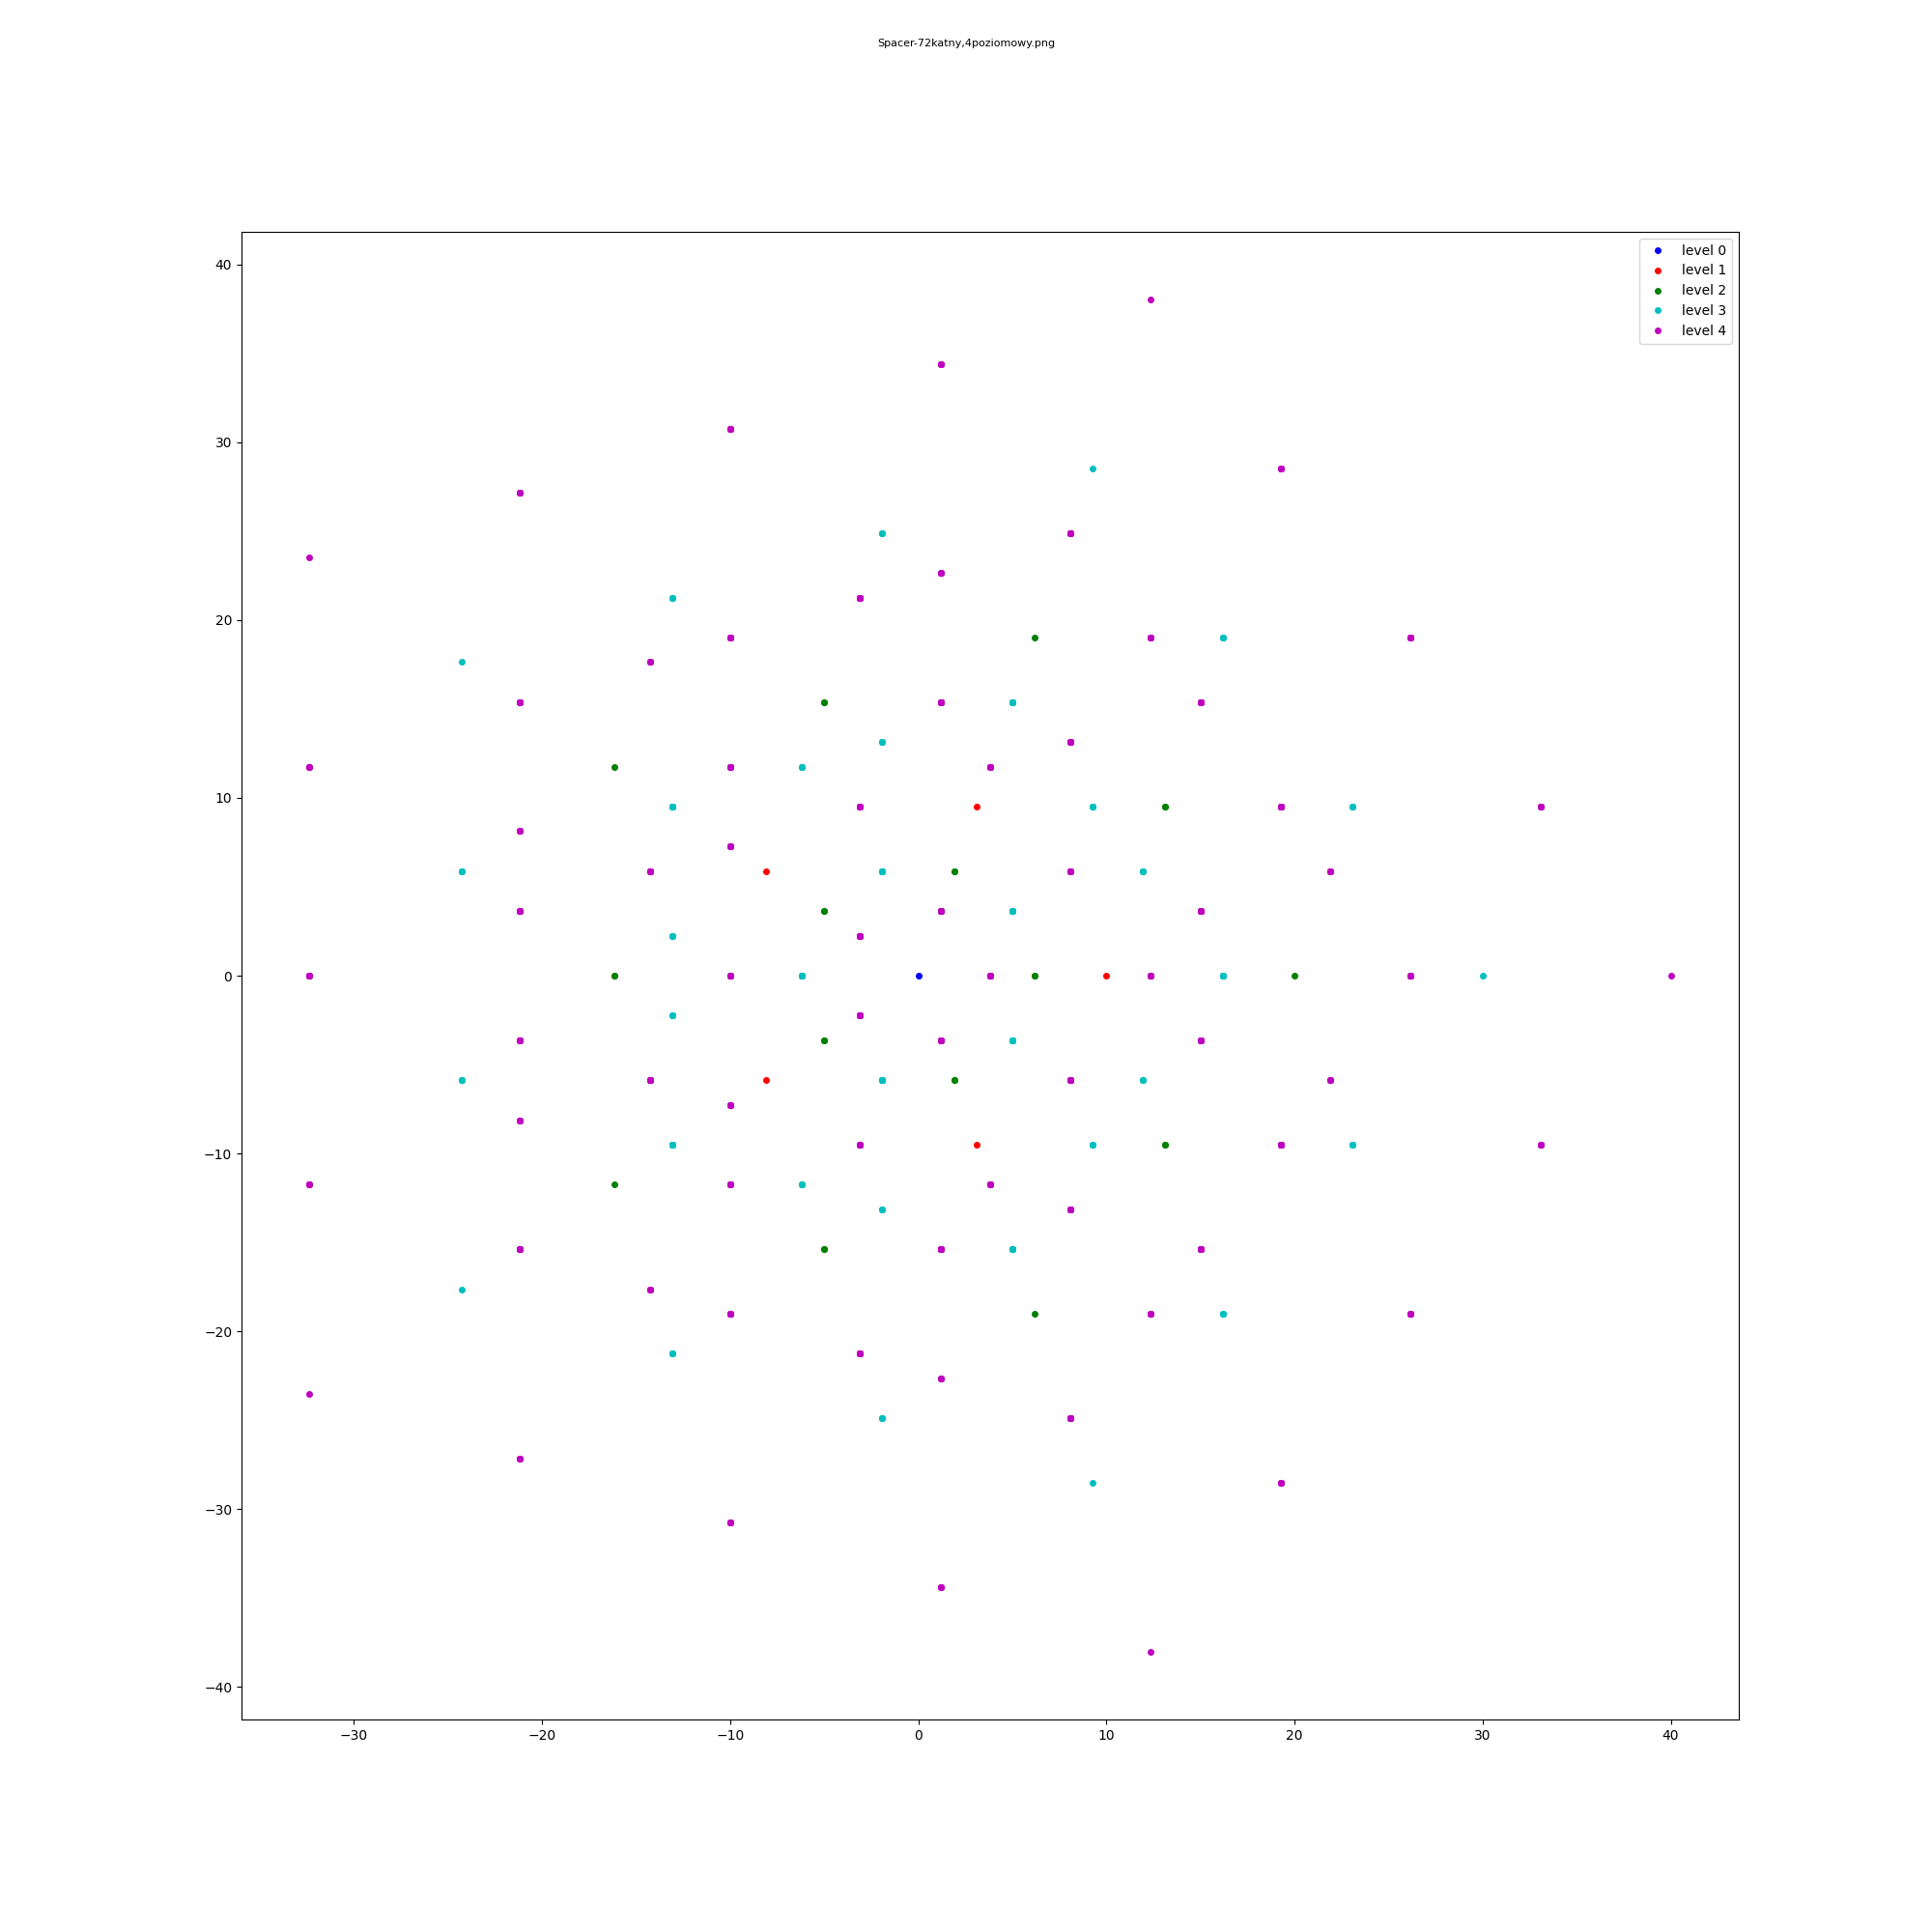 Spacer-72katny,4poziomowy.png
level 0
level 1
level 2
level 3
level 4
40
30
20
10
0
−10
−20
−30
−40
−30 −20 −10 0 10 20 30 40